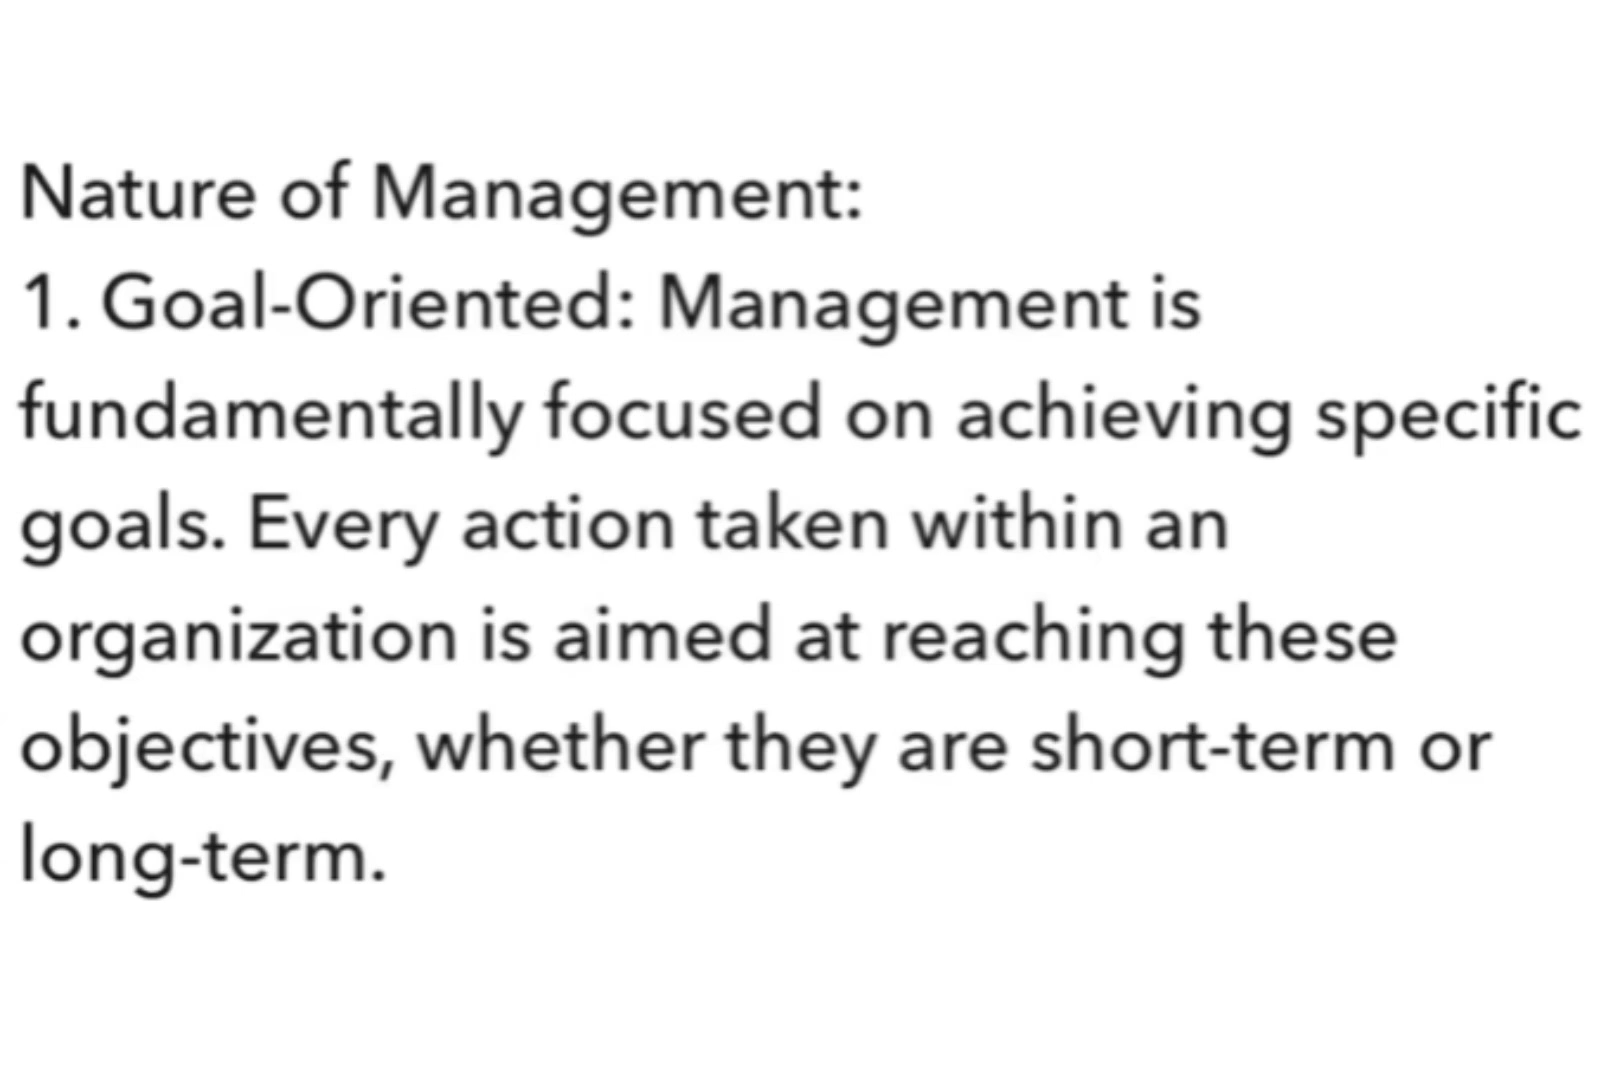 Nature of Management:
1. Goal-Oriented: Management is
fundamentally focused on achieving specific
goals. Every action taken within an
organization is aimed at reaching these
objectives, whether they are short-term or
long-term.